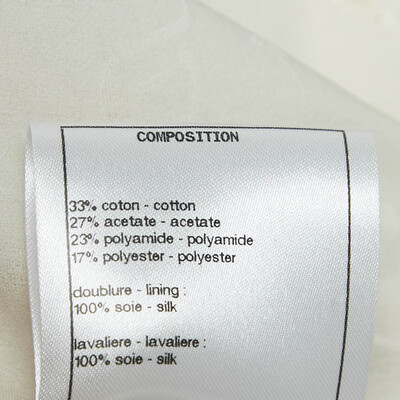 COMPOSITION
33% coton - cotton
27% acetate - acetate
23% polyamide - polyamide
17% polyester - polyester
doublure - lining :
100% soie - silk
lavaliere - lavaliere :
100% soie - silk